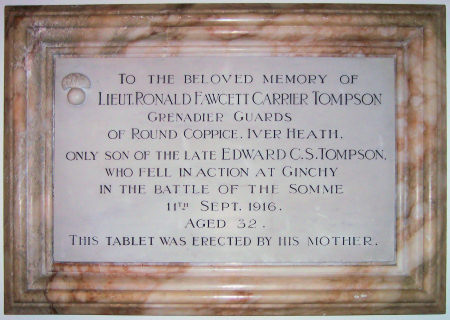 TO THE BELOVED MEMORY OF
LIEUT. RONALD FAWCETT CARRIER TOMPSON
GRENADIER GUARDS
OF ROUND COPPICE, IVER HEATH,
ONLY SON OF THE LATE EDWARD C.S. TOMPSON,
WHO FELL IN ACTION AT GINCHY
IN THE BATTLE OF THE SOMME
11TH SEPT. 1916.
AGED 32.
THIS TABLET WAS ERECTED BY HIS MOTHER.